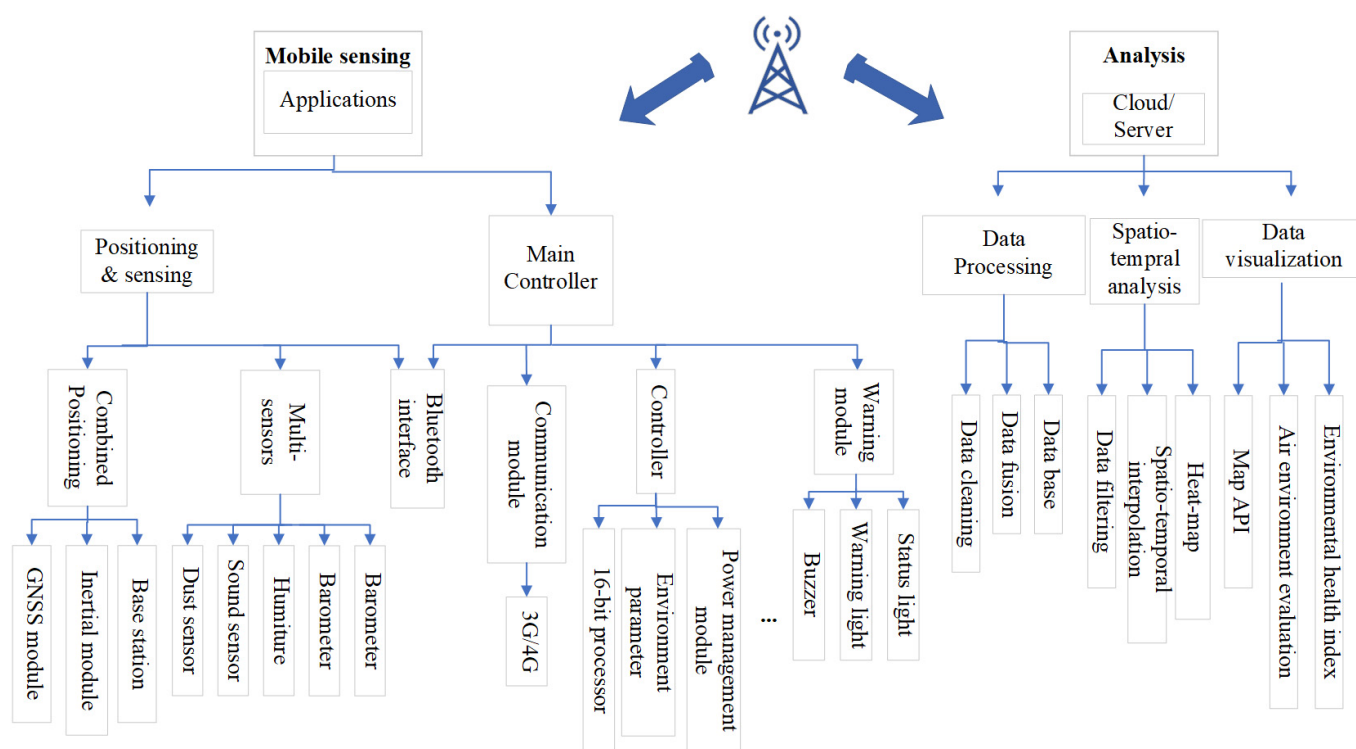 Mobile sensing
Applications
Analysis
Cloud/
Server
Positioning
& sensing
Main
Controller
Data
Processing
Spatio-
tempral
analysis
Data
visualization
Combined
Positioning
Multi-
sensors
Bluetooth
interface
Communication
module
Controller
Warning
module
Data cleaning
Data fusion
Data base
Data filtering
Spatio-temporal
interpolation
Heat-map
Map API
Air environment evaluation
Environmental health index
GNSS module
Inertial module
Base station
Dust sensor
Sound sensor
Humiture
Barometer
Barometer
3G/4G
16-bit processor
Environment
parameter
Power management
module
...
Buzzer
Warning light
Status light